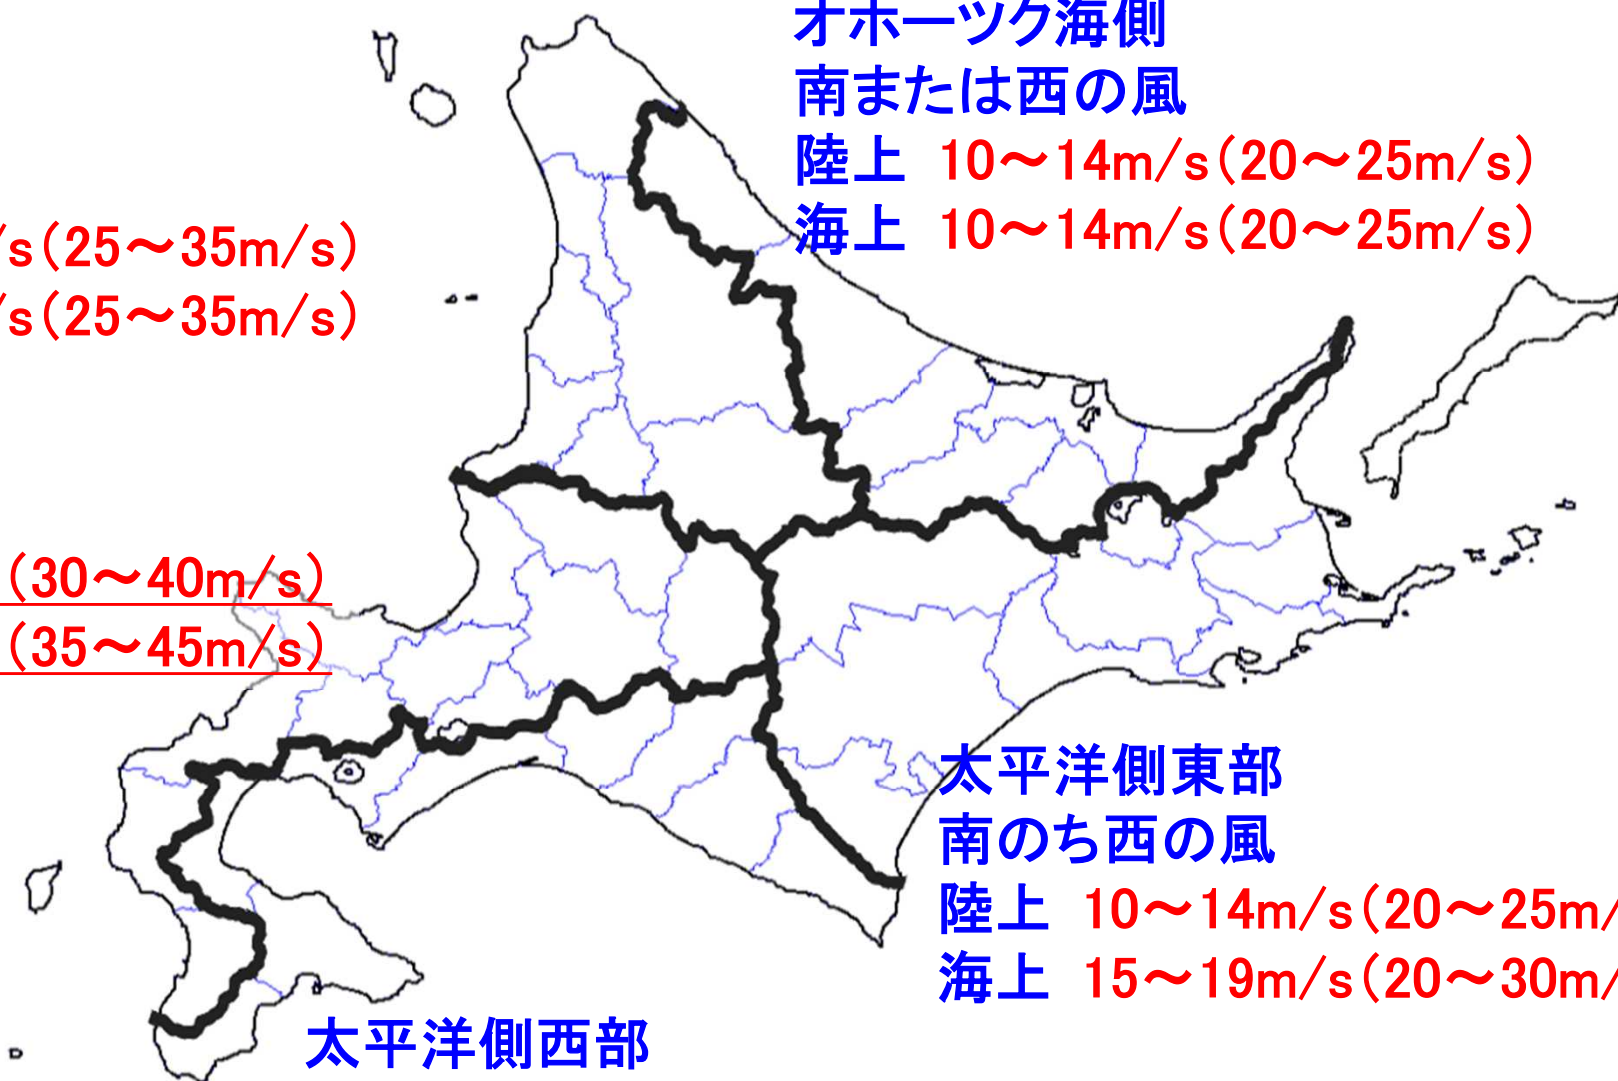 オホーツク海側
南または西の風
陸上 10～14m/s(20～25m/s)
海上 10～14m/s(20～25m/s)
/s(25～35m/s)
/s(25～35m/s)
(30～40m/s)
(35～45m/s)
太平洋側東部
南のち西の風
陸上 10～14m/s(20～25m/
海上 15～19m/s(20～30m/
太平洋側西部